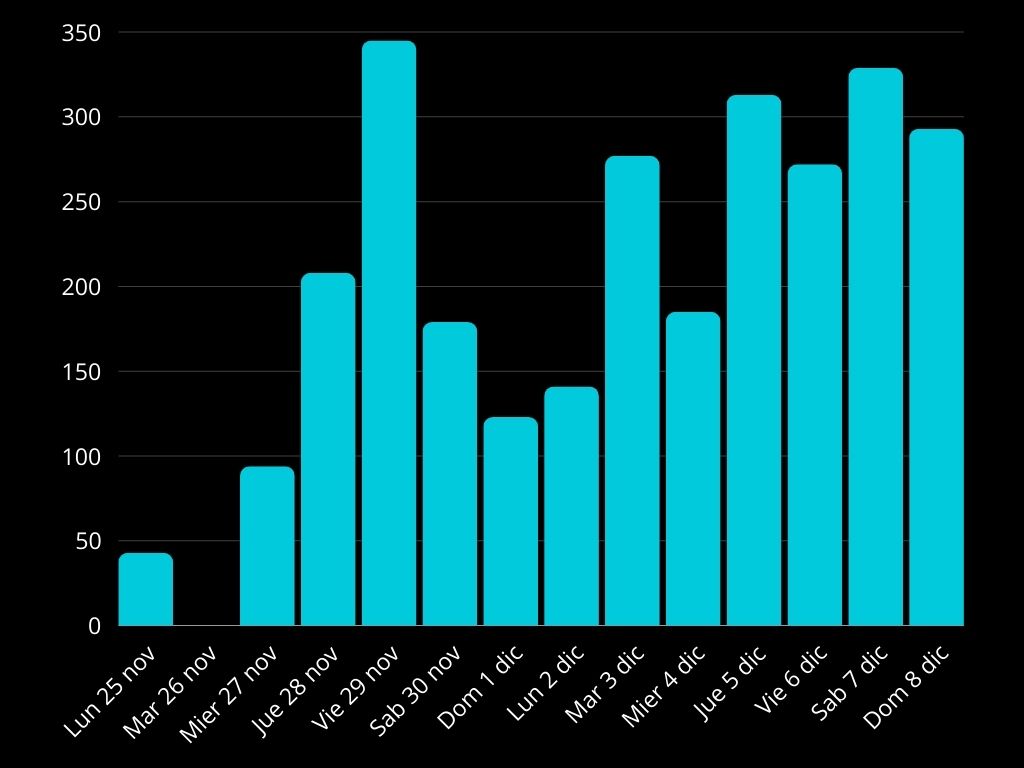 350
300
250
200
150
100
50
0
Lun 25 nov
Mar 26 nov
Mier 27 nov
Jue 28 nov
Vie 29 nov
Sab 30 nov
Dom 1 dic
Lun 2 dic
Mar 3 dic
Mier 4 dic
Jue 5 dic
Vie 6 dic
Sab 7 dic
Dom 8 dic